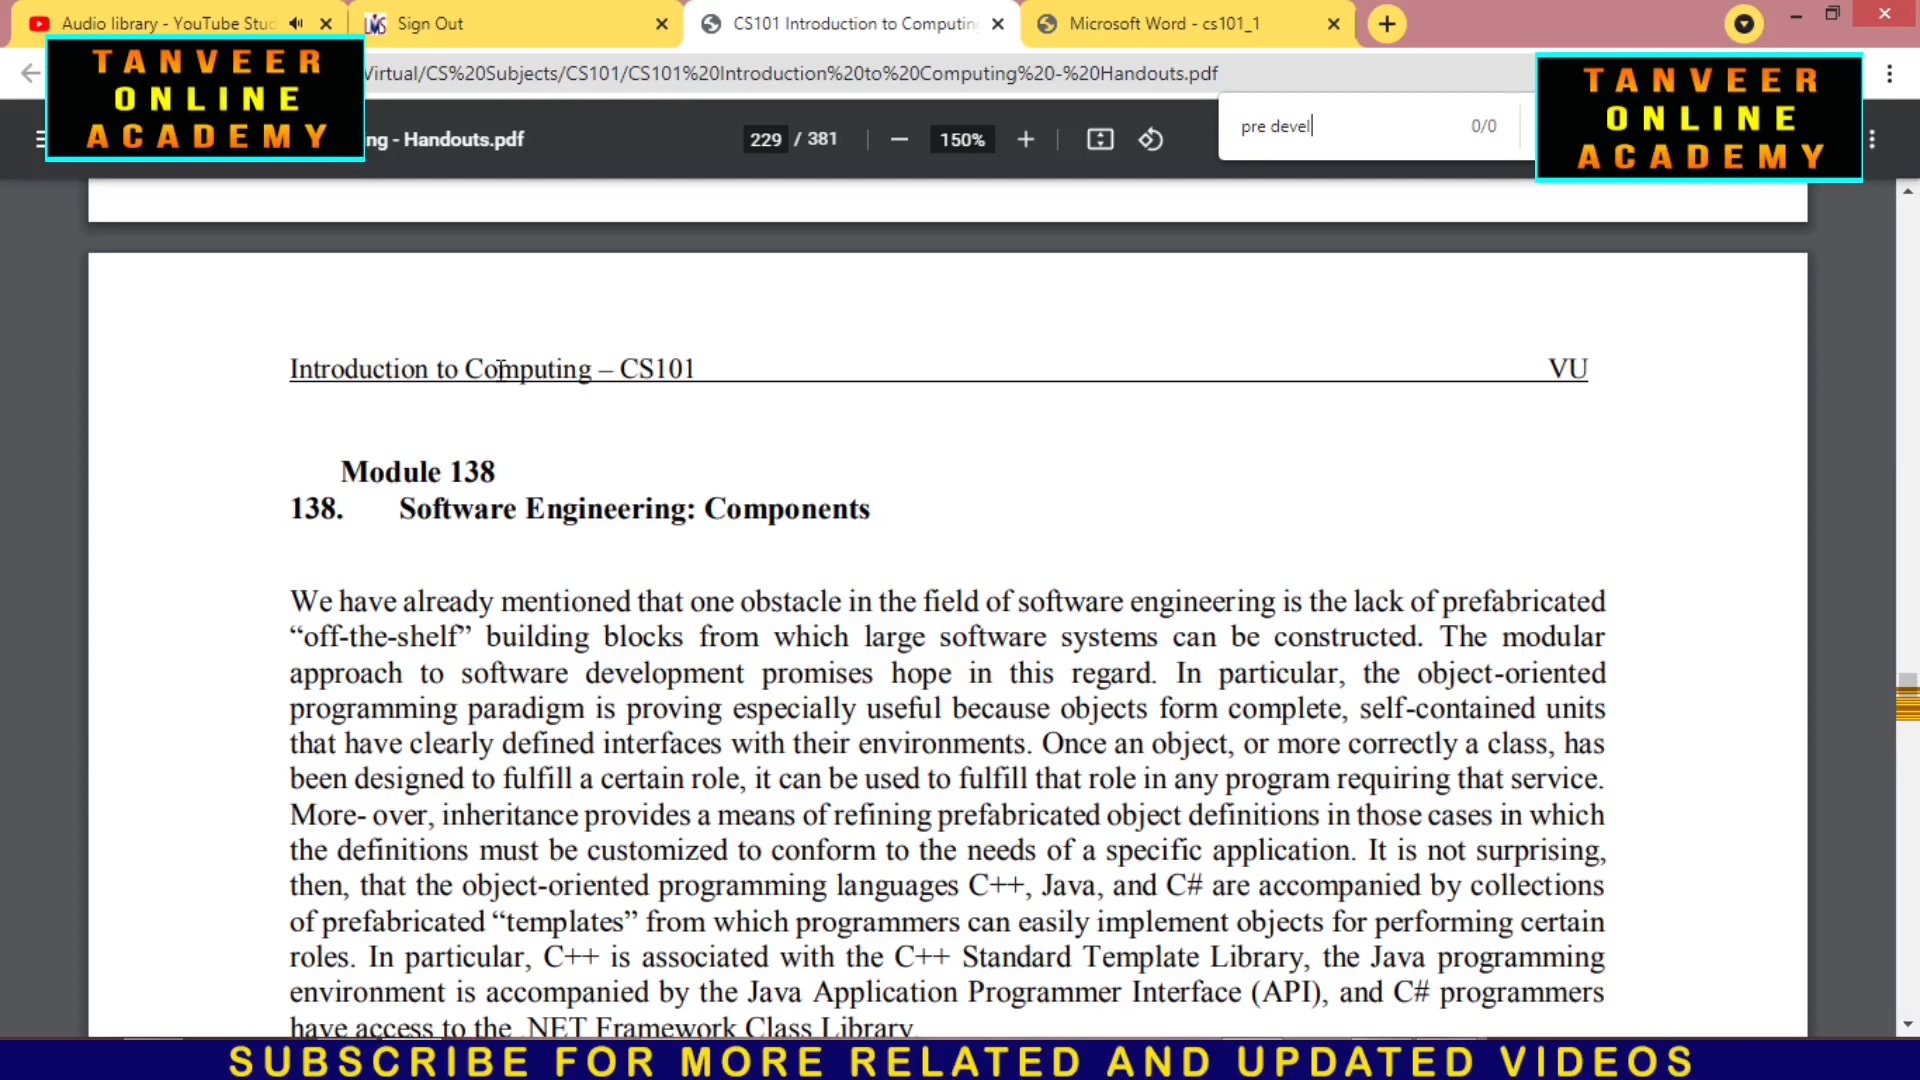 Audio library - YouTube Stud
Sign Out
CS101 Introduction to Computin
Microsoft Word - cs101_1
TANVEER
ONLINE
ACADEMY
Virtual/CS%20Subjects/CS101/CS101%20Introduction%20to%20Computing%20-%20Handouts.pdf
TANVEER
ONLINE
ACADEMY
ng - Handouts.pdf
229 / 381
150%
pre devel
0/0
Introduction to Computing – CS101 VU
Module 138
138. Software Engineering: Components
We have already mentioned that one obstacle in the field of software engineering is the lack of prefabricated
“off-the-shelf” building blocks from which large software systems can be constructed. The modular
approach to software development promises hope in this regard. In particular, the object-oriented
programming paradigm is proving especially useful because objects form complete, self-contained units
that have clearly defined interfaces with their environments. Once an object, or more correctly a class, has
been designed to fulfill a certain role, it can be used to fulfill that role in any program requiring that service.
More- over, inheritance provides a means of refining prefabricated object definitions in those cases in which
the definitions must be customized to conform to the needs of a specific application. It is not surprising,
then, that the object-oriented programming languages C++, Java, and C# are accompanied by collections
of prefabricated “templates” from which programmers can easily implement objects for performing certain
roles. In particular, C++ is associated with the C++ Standard Template Library, the Java programming
environment is accompanied by the Java Application Programmer Interface (API), and C# programmers
have access to the .NET Framework Class Library.
SUBSCRIBE FOR MORE RELATED AND UPDATED VIDEOS